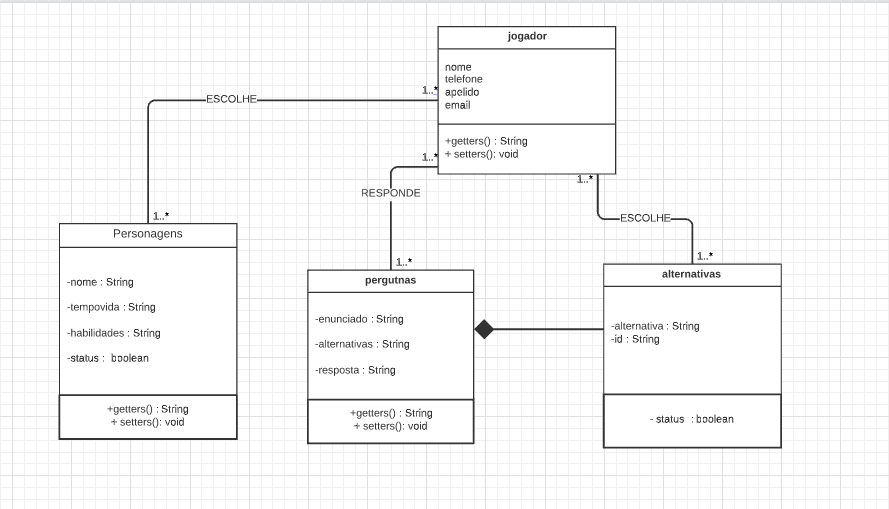 jogador
nome
telefone
apelido
email
+getters() : String
+ setters(): void
1..*
ESCOLHE
1..*
RESPONDE
1..*
ESCOLHE
1..*
1..*
1..*
Personagens
-nome : String
-tempovida : String
-habilidades : String
-status : boolean
+getters() : String
+ setters(): void
pergutnas
-enunciado : String
-alternativas : String
-resposta : String
+getters() : String
+ setters(): void
alternativas
-alternativa : String
-id : String
- status : boolean